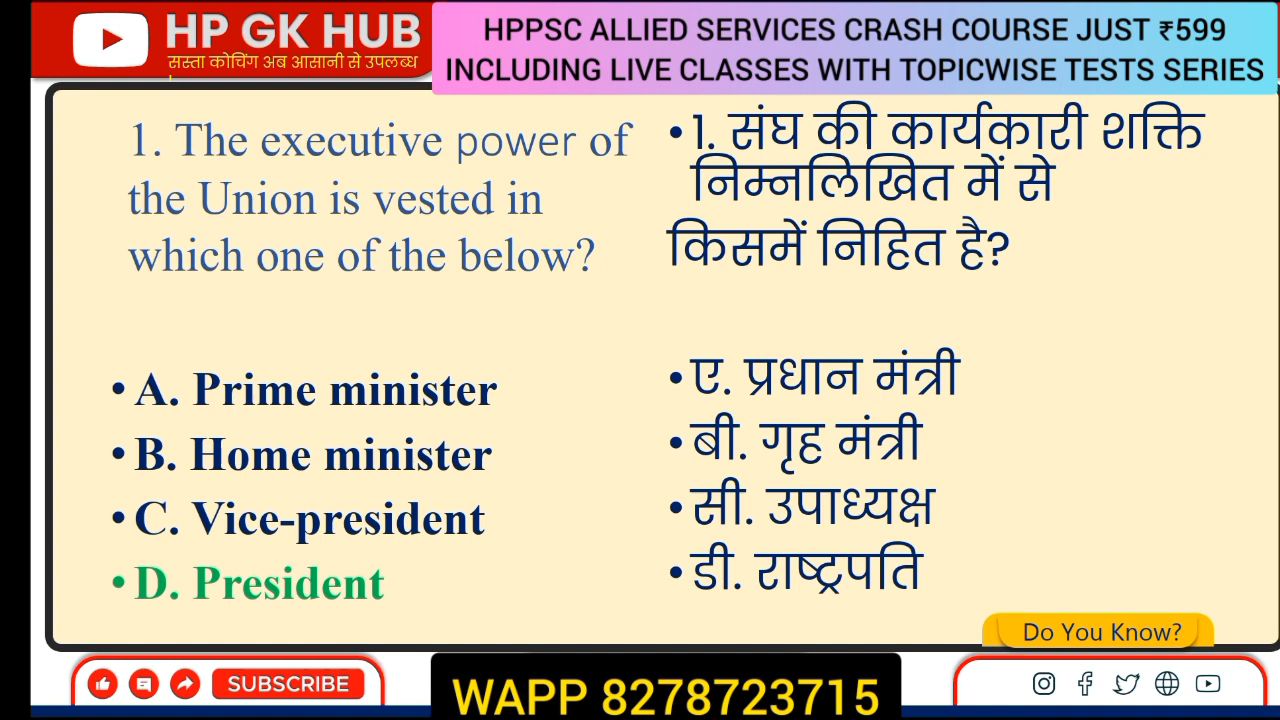 HP GK HUB
सस्ता कोचिंग अब आसानी से उपलब्ध
HPPSC ALLIED SERVICES CRASH COURSE JUST ₹599
INCLUDING LIVE CLASSES WITH TOPICWISE TESTS SERIES
1. The executive power of
the Union is vested in
which one of the below?
• A. Prime minister
• B. Home minister
• C. Vice-president
• D. President
• 1. संघ की कार्यकारी शक्ति
निम्नलिखित में से
किसमें निहित है?
• ए. प्रधान मंत्री
• बी. गृह मंत्री
• सी. उपाध्यक्ष
• डी. राष्ट्रपति
Do You Know?
SUBSCRIBE
WAPP 8278723715